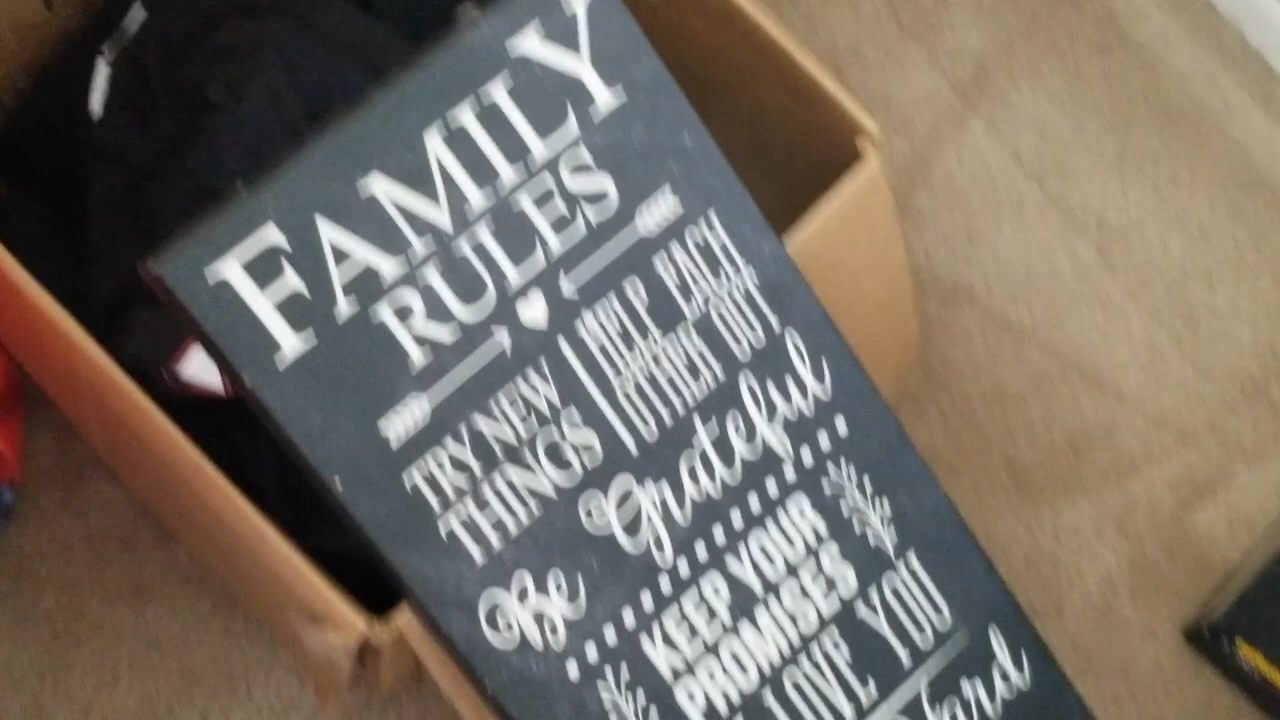 FAMILY
RULES
TRY NEW
THINGS
HELP EACH
OTHER OUT
Be Grateful
KEEP YOUR
PROMISES
LOVE YOU